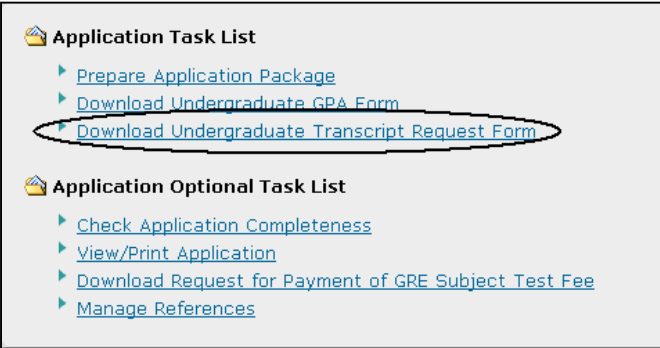 Application Task List
Prepare Application Package
Download Undergraduate GPA Form
Download Undergraduate Transcript Request Form
Application Optional Task List
Check Application Completeness
View/Print Application
Download Request for Payment of GRE Subject Test Fee
Manage References